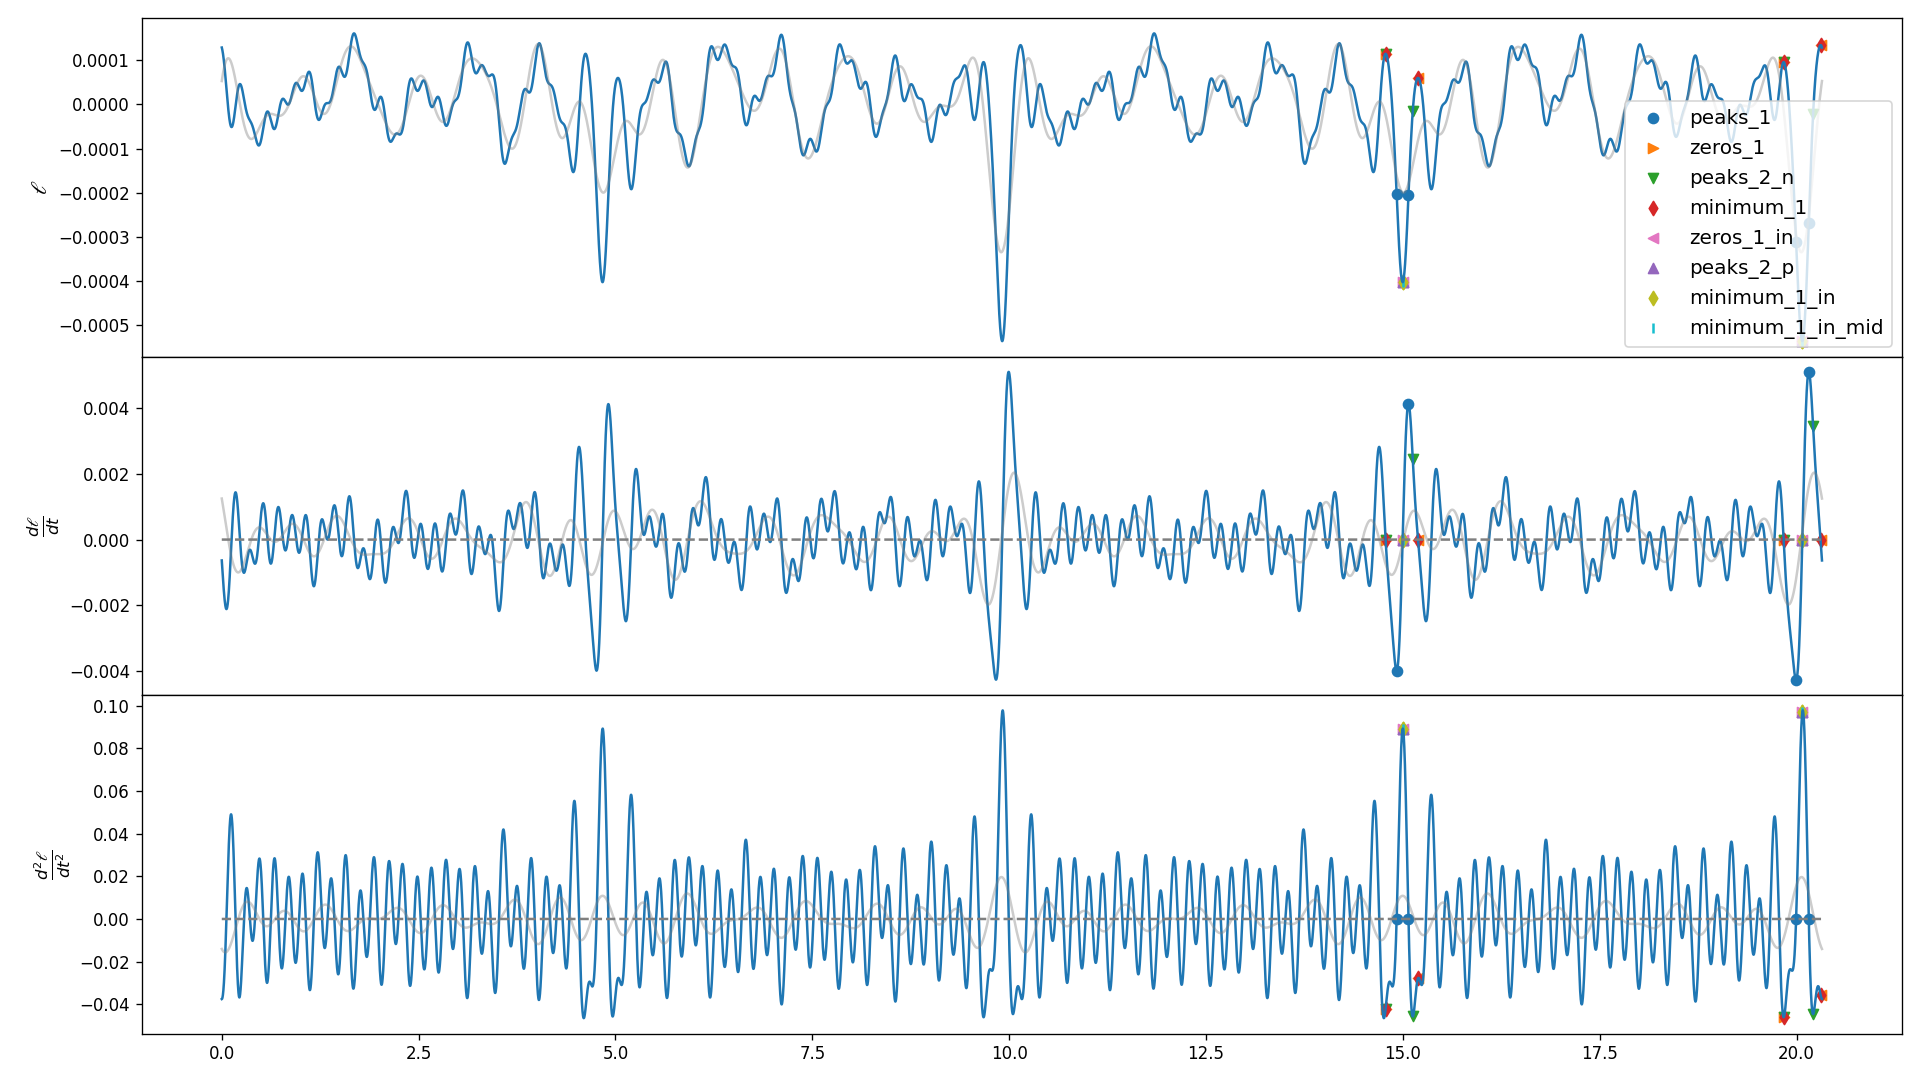 0.0001
0.0000
−0.0001
−0.0002
−0.0003
−0.0004
−0.0005
ℓ
peaks_1
zeros_1
peaks_2_n
minimum_1
zeros_1_in
peaks_2_p
minimum_1_in
minimum_1_in_mid
0.004
0.002
0.000
−0.002
−0.004
dℓ
dt
0.10
0.08
0.06
0.04
0.02
0.00
−0.02
−0.04
d²ℓ
dt²
0.0 2.5 5.0 7.5 10.0 12.5 15.0 17.5 20.0